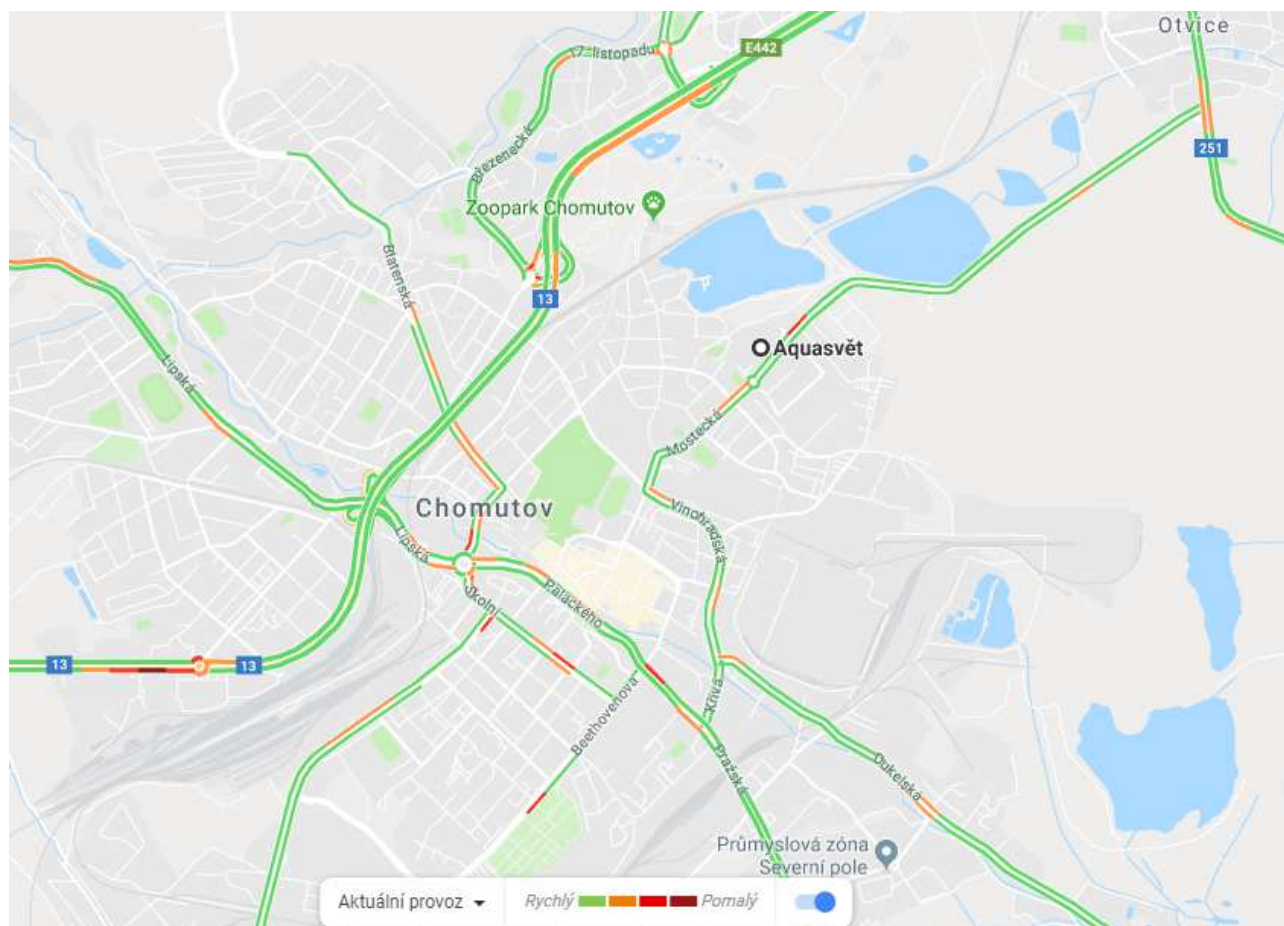 Otvice
17. listopadu
E442
251
Březenecká
Zoopark Chomutov
Blatenská
13
Lipská
Aquasvět
Mostecká
Chomutov
Vinohradská
Lipská
Školní
Palackého
13
13
Křivá
Beethovenova
Pražská
Dukelská
Průmyslová zóna
Severní pole
Aktuální provoz
Rychlý
Pomalý